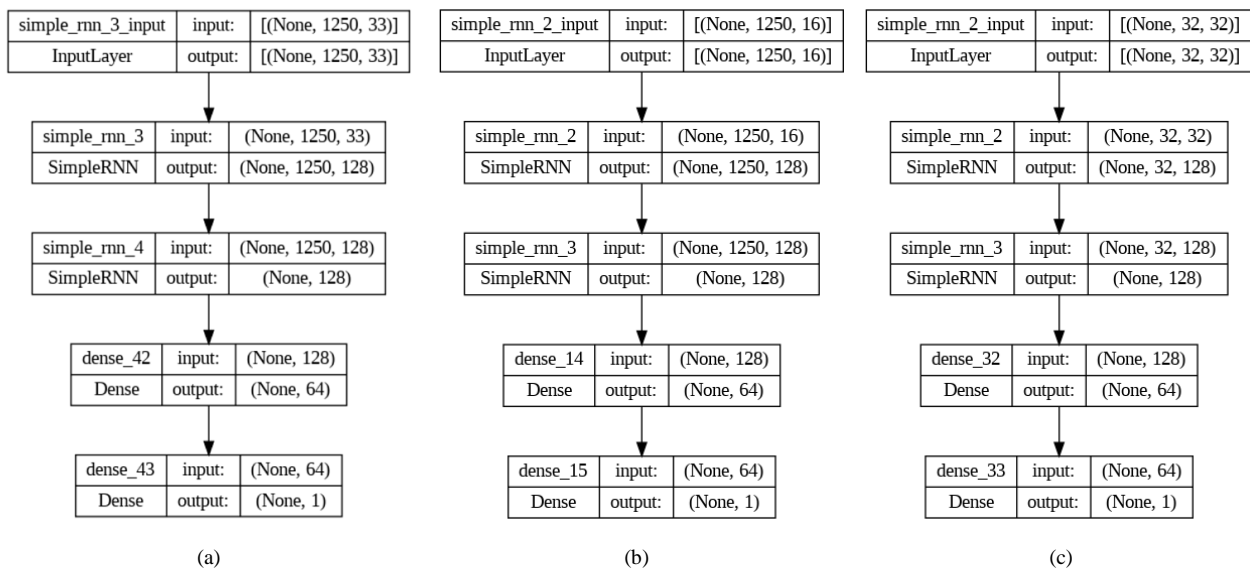 simple_rnn_3_input input: [(None, 1250, 33)]
InputLayer output: [(None, 1250, 33)]
simple_rnn_3 input: (None, 1250, 33)
SimpleRNN output: (None, 1250, 128)
simple_rnn_4 input: (None, 1250, 128)
SimpleRNN output: (None, 128)
dense_42 input: (None, 128)
Dense output: (None, 64)
dense_43 input: (None, 64)
Dense output: (None, 1)
(a)
simple_rnn_2_input input: [(None, 1250, 16)]
InputLayer output: [(None, 1250, 16)]
simple_rnn_2 input: (None, 1250, 16)
SimpleRNN output: (None, 1250, 128)
simple_rnn_3 input: (None, 1250, 128)
SimpleRNN output: (None, 128)
dense_14 input: (None, 128)
Dense output: (None, 64)
dense_15 input: (None, 64)
Dense output: (None, 1)
(b)
simple_rnn_2_input input: [(None, 32, 32)]
InputLayer output: [(None, 32, 32)]
simple_rnn_2 input: (None, 32, 32)
SimpleRNN output: (None, 32, 128)
simple_rnn_3 input: (None, 32, 128)
SimpleRNN output: (None, 128)
dense_32 input: (None, 128)
Dense output: (None, 64)
dense_33 input: (None, 64)
Dense output: (None, 1)
(c)